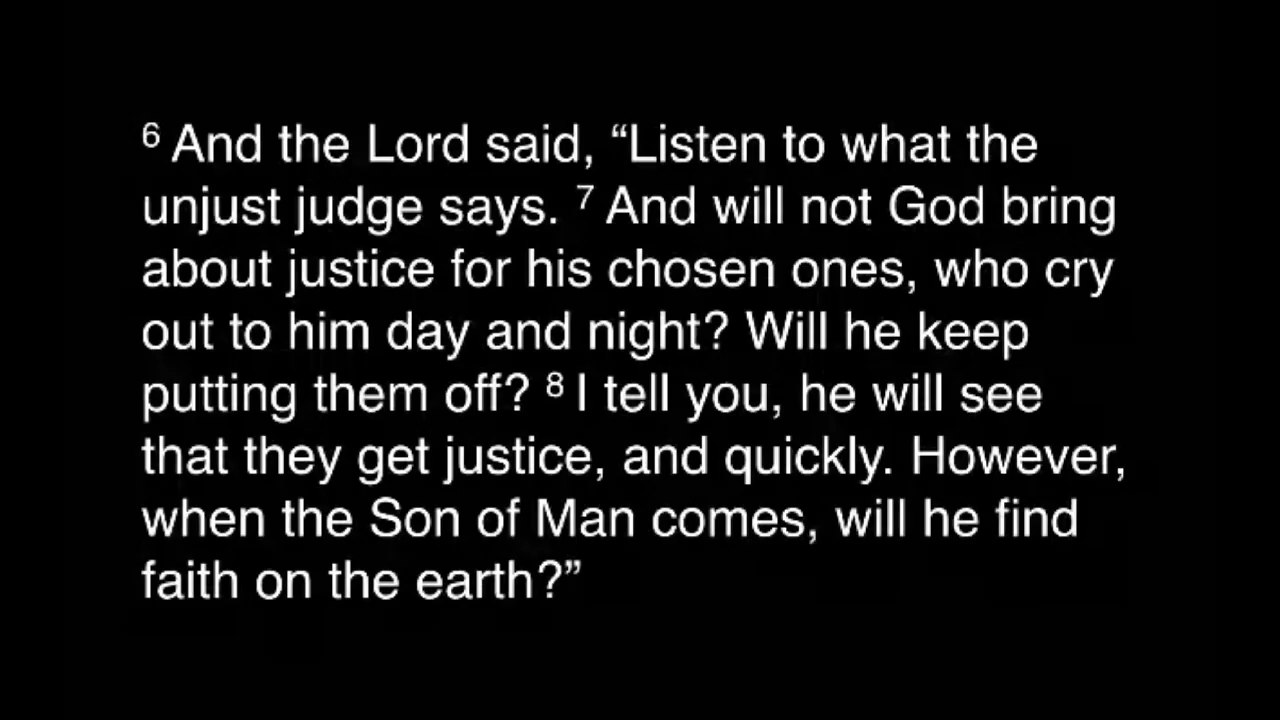 6 And the Lord said, “Listen to what the
unjust judge says. 7 And will not God bring
about justice for his chosen ones, who cry
out to him day and night? Will he keep
putting them off? 8 I tell you, he will see
that they get justice, and quickly. However,
when the Son of Man comes, will he find
faith on the earth?”